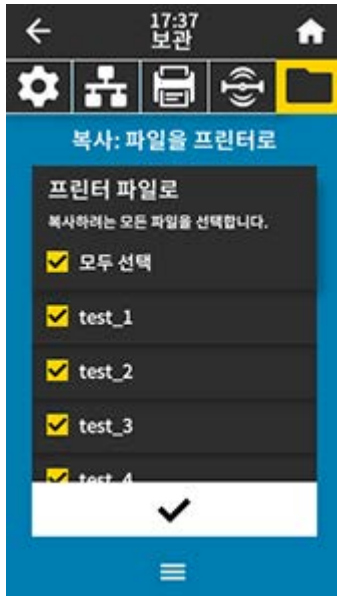 17:37
보관
복사: 파일을 프린터로
프린터 파일로
복사하려는 모든 파일을 선택합니다.
모두 선택
test_1
test_2
test_3
test_4